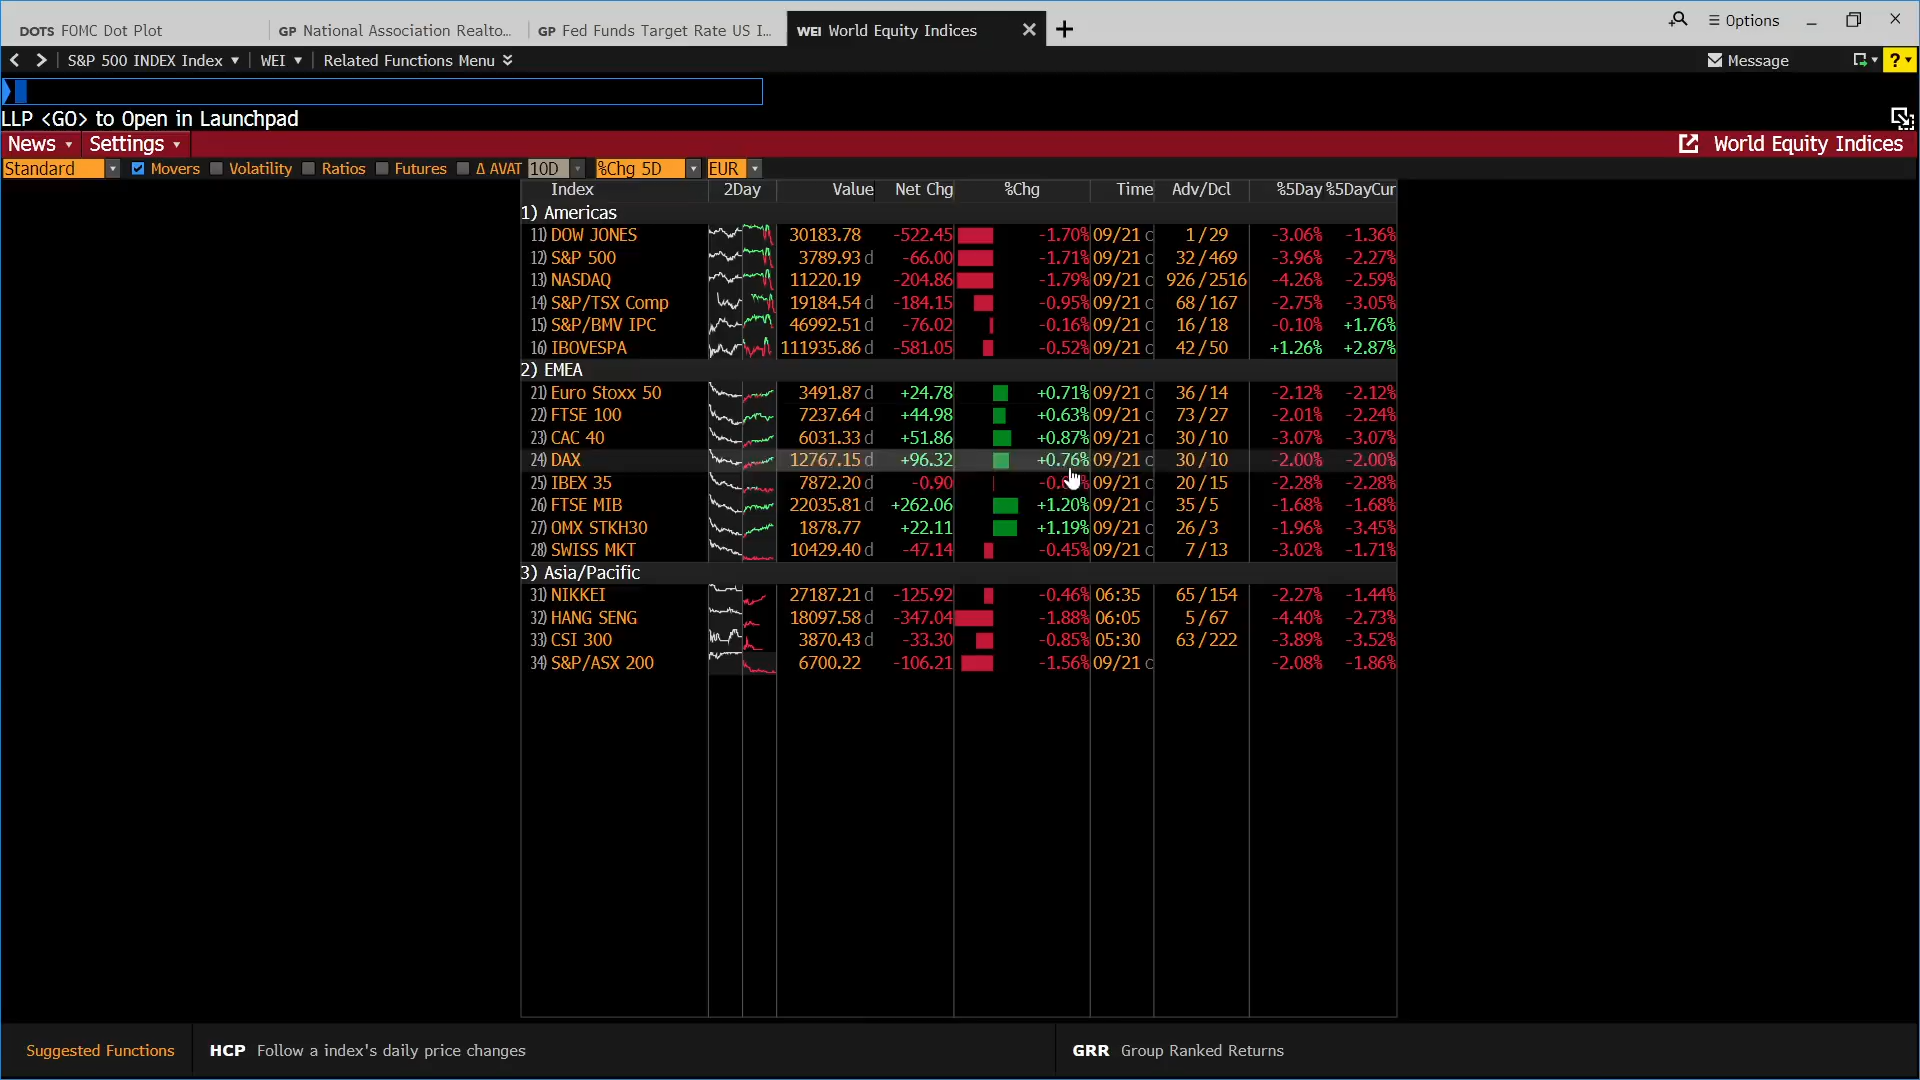 DOTS FOMC Dot Plot GP National Association Realto... GP Fed Funds Target Rate US I... WEI World Equity Indices Options
S&P 500 INDEX Index WEI Related Functions Menu Message ?
LLP <GO> to Open in Launchpad
News Settings World Equity Indices
Standard Movers Volatility Ratios Futures Δ AVAT 10D %Chg 5D EUR
Index 2Day Value Net Chg %Chg Time Adv/Dcl %5Day %5DayCur
1) Americas
11) DOW JONES 30183.78 -522.45 -1.70% 09/21 c 1/29 -3.06% -1.36%
12) S&P 500 3789.93 d -66.00 -1.71% 09/21 c 32/469 -3.96% -2.27%
13) NASDAQ 11220.19 -204.86 -1.79% 09/21 c 926/2516 -4.26% -2.59%
14) S&P/TSX Comp 19184.54 d -184.15 -0.95% 09/21 c 68/167 -2.75% -3.05%
15) S&P/BMV IPC 46992.51 d -76.02 -0.16% 09/21 c 16/18 -0.10% +1.76%
16) IBOVESPA 111935.86 d -581.05 -0.52% 09/21 c 42/50 +1.26% +2.87%
2) EMEA
21) Euro Stoxx 50 3491.87 d +24.78 +0.71% 09/21 c 36/14 -2.12% -2.12%
22) FTSE 100 7237.64 d +44.98 +0.63% 09/21 c 73/27 -2.01% -2.24%
23) CAC 40 6031.33 d +51.86 +0.87% 09/21 c 30/10 -3.07% -3.07%
24) DAX 12767.15 d +96.32 +0.76% 09/21 c 30/10 -2.00% -2.00%
25) IBEX 35 7872.20 d -0.90 09/21 c 20/15 -2.28% -2.28%
26) FTSE MIB 22035.81 d +262.06 +1.20% 09/21 c 35/5 -1.68% -1.68%
27) OMX STKH30 1878.77 +22.11 +1.19% 09/21 c 26/3 -1.96% -3.45%
28) SWISS MKT 10429.40 d -47.14 -0.45% 09/21 c 7/13 -3.02% -1.71%
3) Asia/Pacific
31) NIKKEI 27187.21 d -125.92 -0.46% 06:35 65/154 -2.27% -1.44%
32) HANG SENG 18097.58 d -347.04 -1.88% 06:05 5/67 -4.40% -2.73%
33) CSI 300 3870.43 d -33.30 -0.85% 05:30 63/222 -3.89% -3.52%
34) S&P/ASX 200 6700.22 -106.21 -1.56% 09/21 c -2.08% -1.86%
Suggested Functions HCP Follow a index's daily price changes GRR Group Ranked Returns